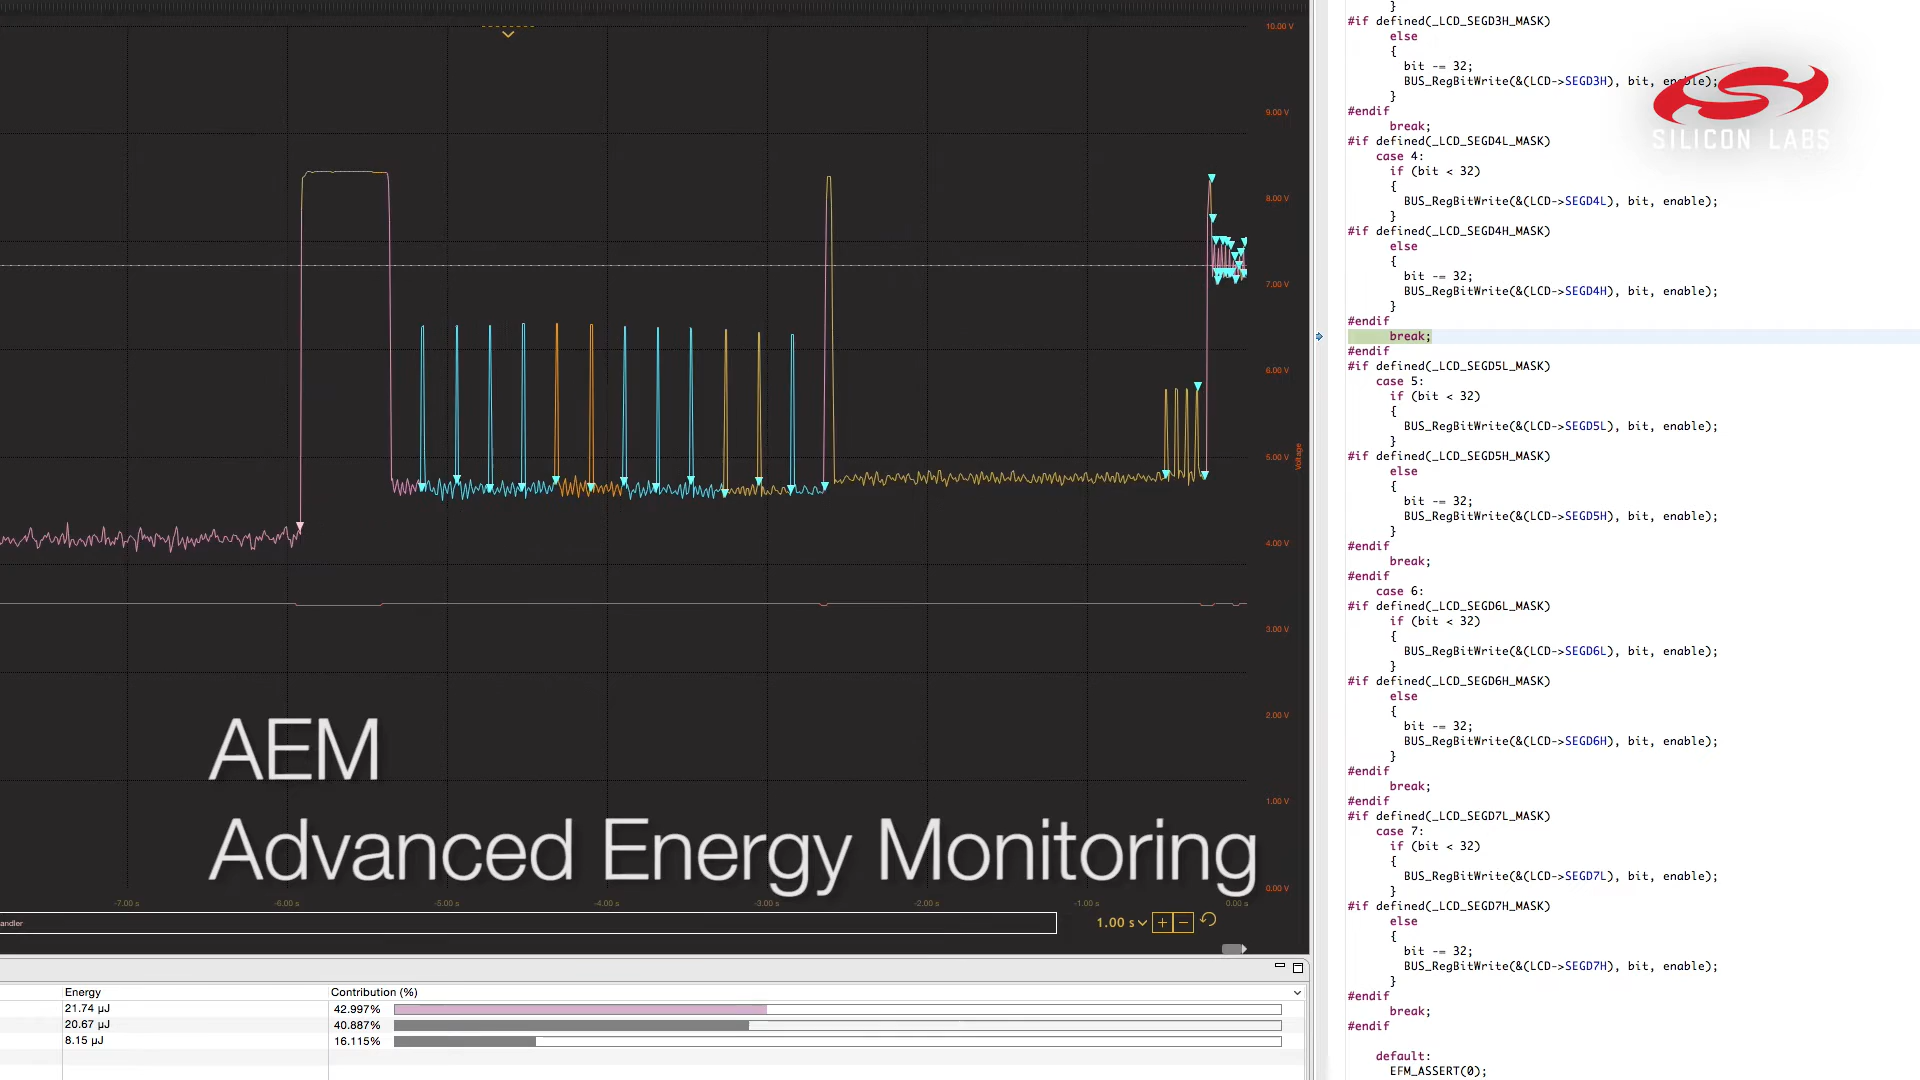 10.00 V
9.00 V
8.00 V
7.00 V
6.00 V
5.00 V
Voltage
4.00 V
3.00 V
2.00 V
1.00 V
0.00 V
AEM
Advanced Energy Monitoring
-7.00 s
-6.00 s
-5.00 s
-4.00 s
-3.00 s
-2.00 s
-1.00 s
0.00 s
andler
1.00 s
Energy Contribution (%)
21.74 µJ 42.997%
20.67 µJ 40.887%
8.15 µJ 16.115%
SILICON LABS
}
#if defined(_LCD_SEGD3H_MASK)
else
{
bit -= 32;
BUS_RegBitWrite(&(LCD->SEGD3H), bit, enable);
}
#endif
break;
#if defined(_LCD_SEGD4L_MASK)
case 4:
if (bit < 32)
{
BUS_RegBitWrite(&(LCD->SEGD4L), bit, enable);
}
#if defined(_LCD_SEGD4H_MASK)
else
{
bit -= 32;
BUS_RegBitWrite(&(LCD->SEGD4H), bit, enable);
}
#endif
break;
#endif
#if defined(_LCD_SEGD5L_MASK)
case 5:
if (bit < 32)
{
BUS_RegBitWrite(&(LCD->SEGD5L), bit, enable);
}
#if defined(_LCD_SEGD5H_MASK)
else
{
bit -= 32;
BUS_RegBitWrite(&(LCD->SEGD5H), bit, enable);
}
#endif
break;
#endif
case 6:
#if defined(_LCD_SEGD6L_MASK)
if (bit < 32)
{
BUS_RegBitWrite(&(LCD->SEGD6L), bit, enable);
}
#if defined(_LCD_SEGD6H_MASK)
else
{
bit -= 32;
BUS_RegBitWrite(&(LCD->SEGD6H), bit, enable);
}
#endif
break;
#endif
#if defined(_LCD_SEGD7L_MASK)
case 7:
if (bit < 32)
{
BUS_RegBitWrite(&(LCD->SEGD7L), bit, enable);
}
#if defined(_LCD_SEGD7H_MASK)
else
{
bit -= 32;
BUS_RegBitWrite(&(LCD->SEGD7H), bit, enable);
}
#endif
break;
#endif
default:
EFM_ASSERT(0);